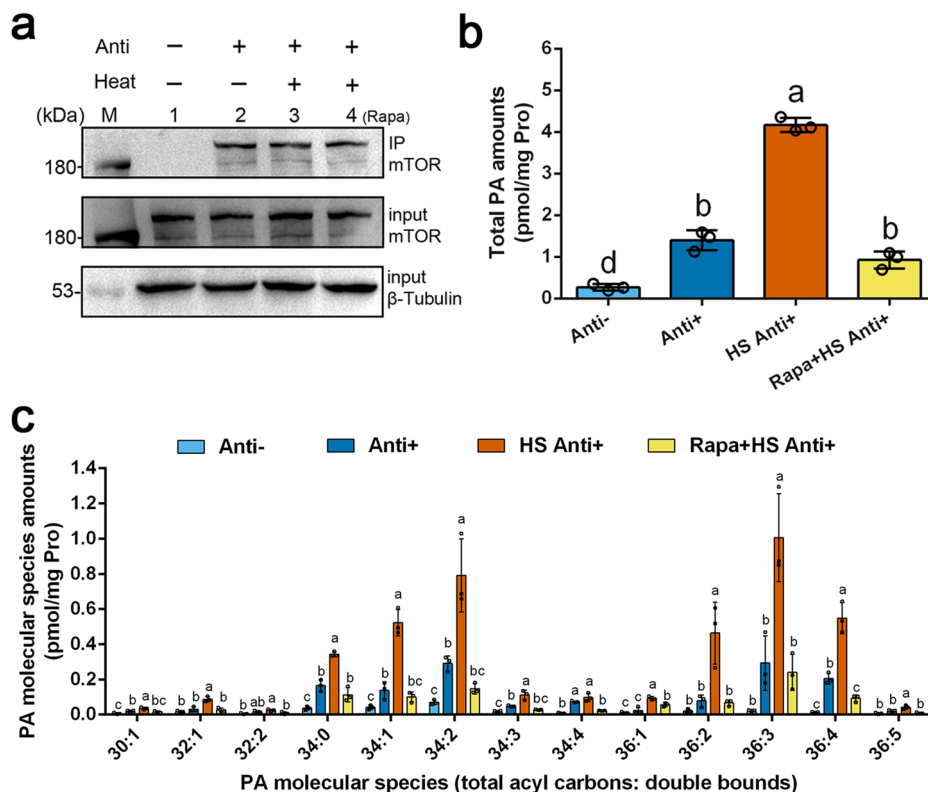 a
Anti − + + +
Heat − − + +
(kDa) M 1 2 3 4 (Rapa)
IP
180- mTOR
input
180- mTOR
input
53- β-Tubulin
b
Total PA amounts
(pmol/mg Pro)
6
5
4
3
2
1
0
d
b
a
b
Anti-
Anti+
HS Anti+
Rapa+HS Anti+
c
Anti- Anti+ HS Anti+ Rapa+HS Anti+
PA molecular species amounts
(pmol/mg Pro)
1.4
1.2
1.0
0.8
0.6
0.4
0.2
0.0
c b a bc
b b a b
b ab a b
c b a b
c b a bc
c b a bc
c b a bc
b a a b
c b a b
b b a b
b b a b
c b a b
b b a b
30:1 32:1 32:2 34:0 34:1 34:2 34:3 34:4 36:1 36:2 36:3 36:4 36:5
PA molecular species (total acyl carbons: double bounds)